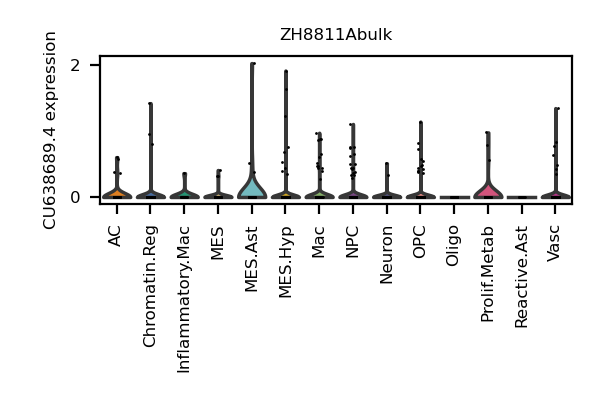 ZH8811Abulk
CU638689.4 expression
2
0
AC
Chromatin.Reg
Inflammatory.Mac
MES
MES.Ast
MES.Hyp
Mac
NPC
Neuron
OPC
Oligo
Prolif.Metab
Reactive.Ast
Vasc